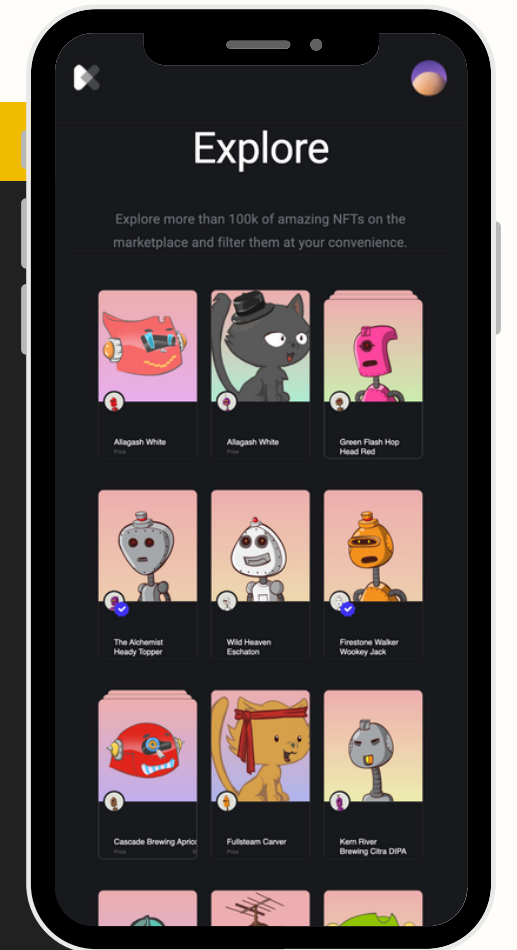 Explore
Explore more than 100k of amazing NFTs on the
marketplace and filter them at your convenience.
Allagash White
Price
Allagash White
Price
Green Flash Hop
Head Red
The Alchemist
Heady Topper
Wild Heaven
Eschaton
Firestone Walker
Wookey Jack
Cascade Brewing Aprico
Price
Fullsteam Carver
Price
Kern River
Brewing Citra DIPA